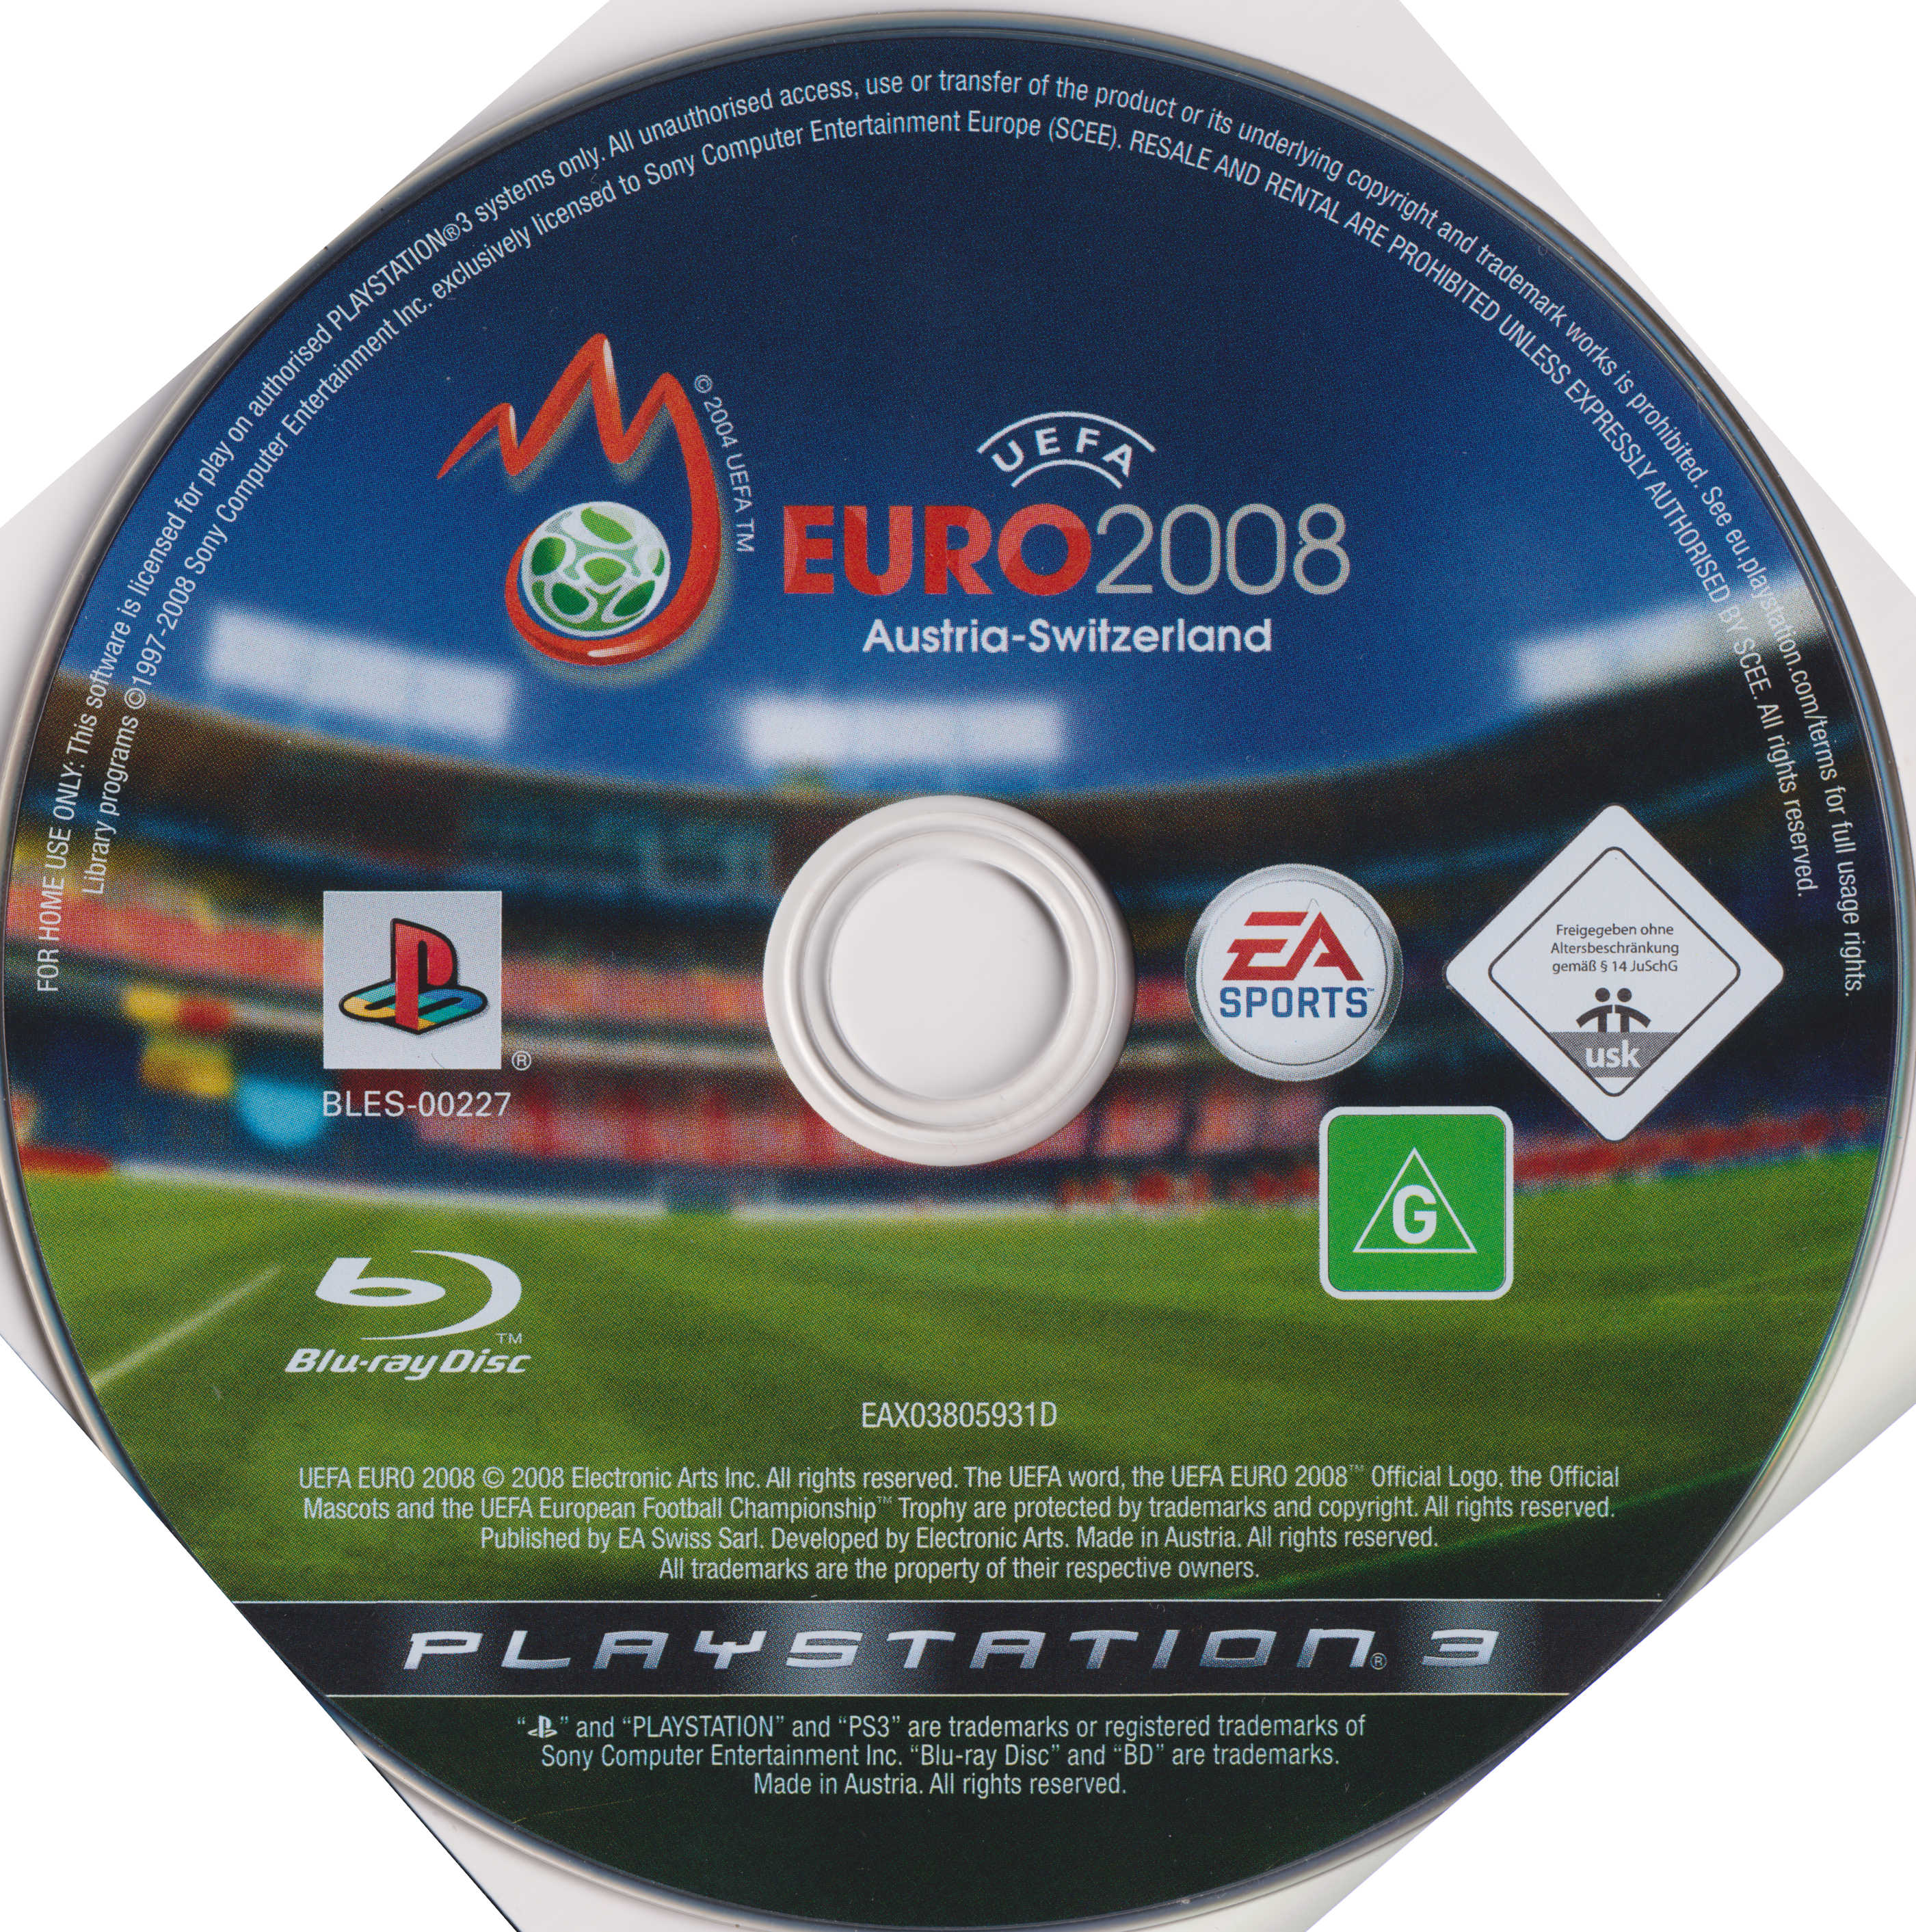 FOR HOME USE ONLY: This software is licensed for play on authorised PLAYSTATION®3 systems only. All unauthorised access, use or transfer of the product or its underlying copyright and trademark works is prohibited. See eu.playstation.com/terms for full usage rights.
Library programs ©1997-2008 Sony Computer Entertainment Inc. exclusively licensed to Sony Computer Entertainment Europe (SCEE). RESALE AND RENTAL ARE PROHIBITED UNLESS EXPRESSLY AUTHORISED BY SCEE. All rights reserved.
© 2004 UEFA TM
UEFA
EURO2008
Austria-Switzerland
®
BLES-00227
EA
SPORTS™
Freigegeben ohne
Altersbeschränkung
gemäß § 14 JuSchG
usk
G
TM
Blu-ray Disc
EAX03805931D
UEFA EURO 2008 © 2008 Electronic Arts Inc. All rights reserved. The UEFA word, the UEFA EURO 2008™ Official Logo, the Official
Mascots and the UEFA European Football Championship™ Trophy are protected by trademarks and copyright. All rights reserved.
Published by EA Swiss Sarl. Developed by Electronic Arts. Made in Austria. All rights reserved.
All trademarks are the property of their respective owners.
PLAYSTATION® 3
“ ” and “PLAYSTATION” and “PS3” are trademarks or registered trademarks of
Sony Computer Entertainment Inc. “Blu-ray Disc” and “BD” are trademarks.
Made in Austria. All rights reserved.